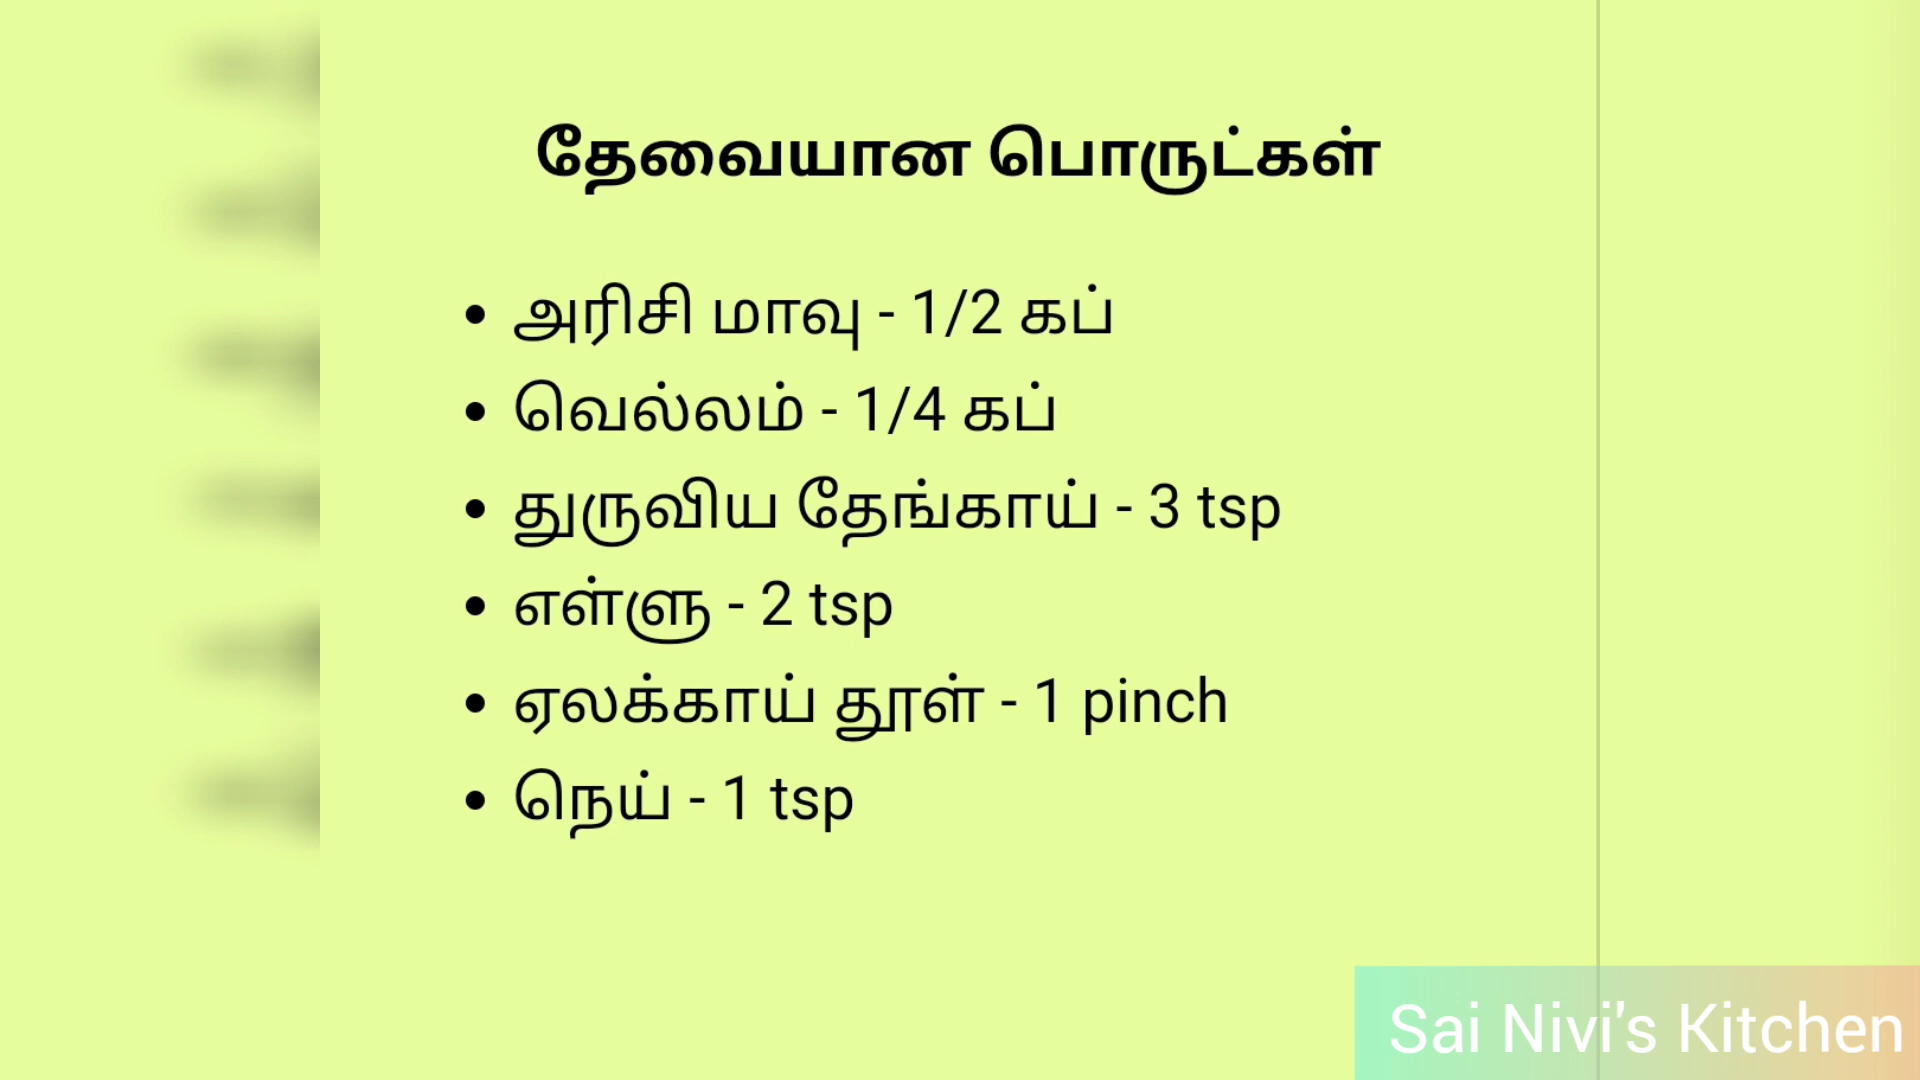 தேவையான பொருட்கள்
• அரிசி மாவு - 1/2 கப்
• வெல்லம் - 1/4 கப்
• துருவிய தேங்காய் - 3 tsp
• எள்ளு - 2 tsp
• ஏலக்காய் தூள் - 1 pinch
• நெய் - 1 tsp
Sai Nivi's Kitchen